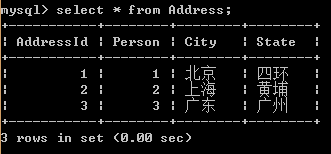 mysql> select * from Address;
+-----------+--------+------+-------+
| AddressId | Person | City | State |
+-----------+--------+------+-------+
| 1 | 1 | 北京 | 四环 |
| 2 | 2 | 上海 | 黄埔 |
| 3 | 3 | 广东 | 广州 |
+-----------+--------+------+-------+
3 rows in set (0.00 sec)